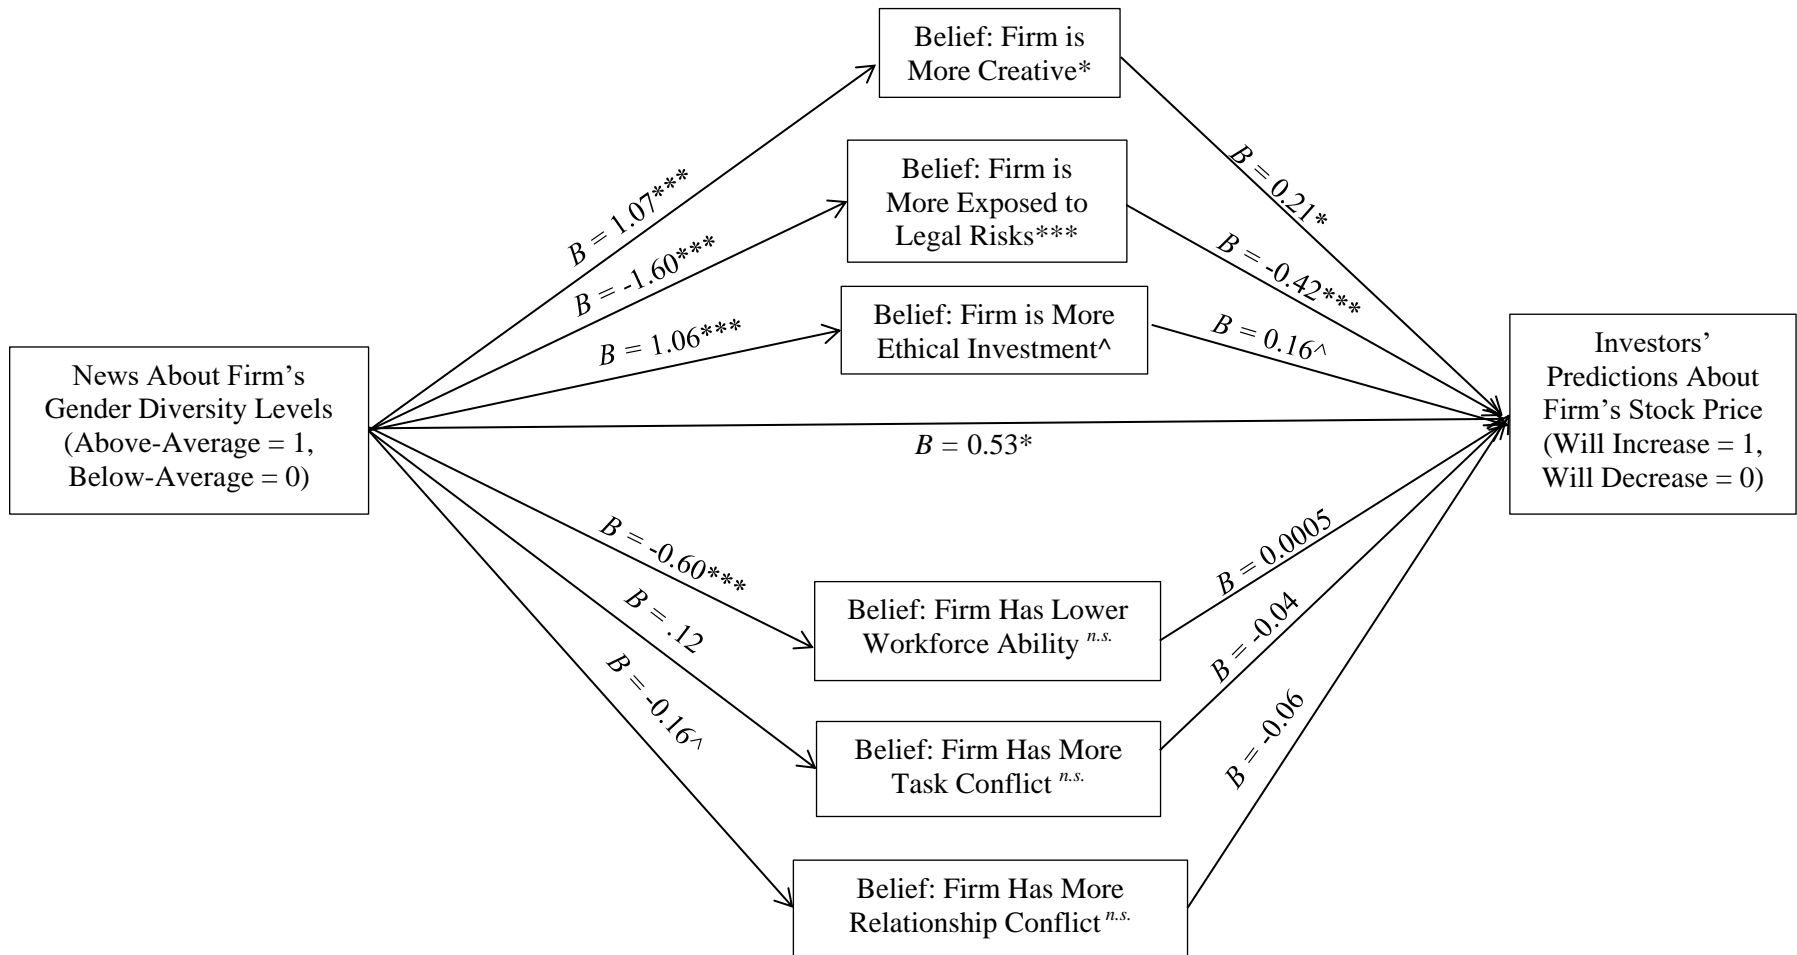 Belief: Firm is
More Creative*
B = 1.07***
B = 0.21*
Belief: Firm is
More Exposed to
Legal Risks***
B = -1.60***
B = -0.42***
Belief: Firm is More
Ethical Investment^
B = 1.06***
B = 0.16^
News About Firm’s
Gender Diversity Levels
(Above-Average = 1,
Below-Average = 0)
B = 0.53*
Investors’
Predictions About
Firm’s Stock Price
(Will Increase = 1,
Will Decrease = 0)
B = -0.60***
B = 0.0005
Belief: Firm Has Lower
Workforce Ability n.s.
B = .12
B = -0.04
Belief: Firm Has More
Task Conflict n.s.
B = -0.16^
B = -0.06
Belief: Firm Has More
Relationship Conflict n.s.